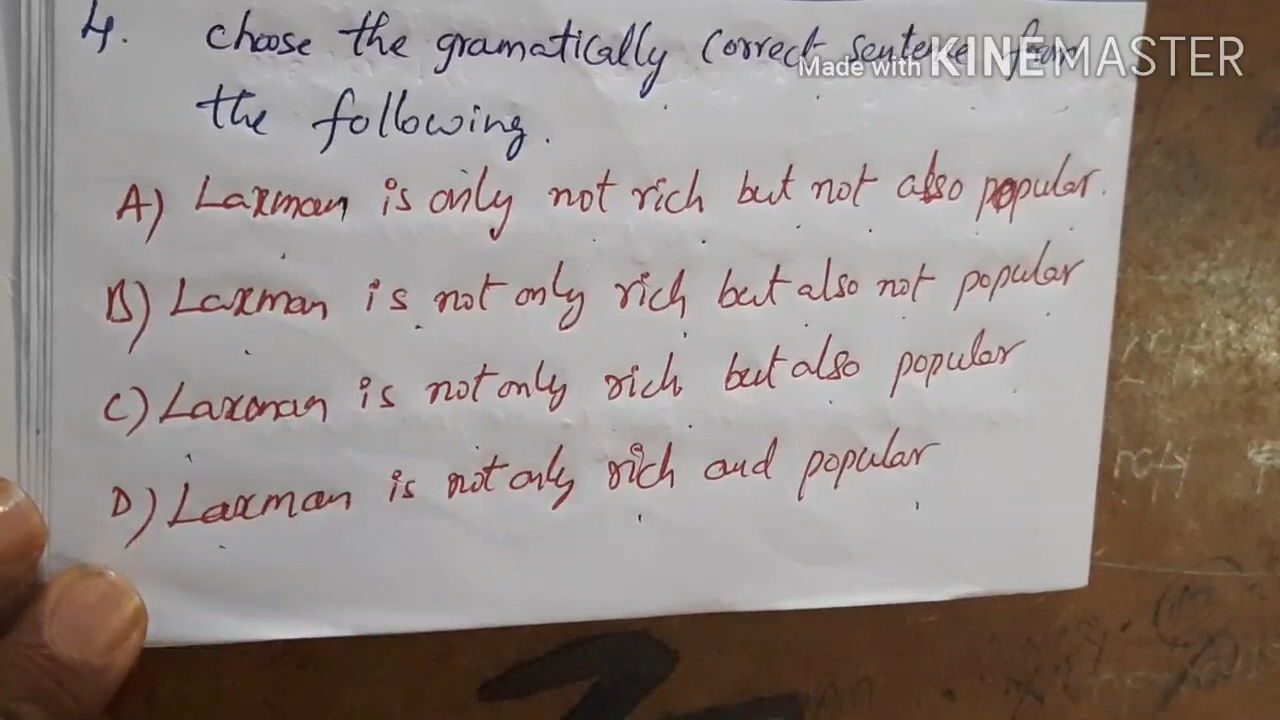 4. choose the gramatically correct sentence from
Made with KINEMASTER
the following.
A) Laxman is only not rich but not also popular.
B) Laxman is not only rich but also not popular
C) Laxman is not only rich but also popular
D) Laxman is not only rich and popular